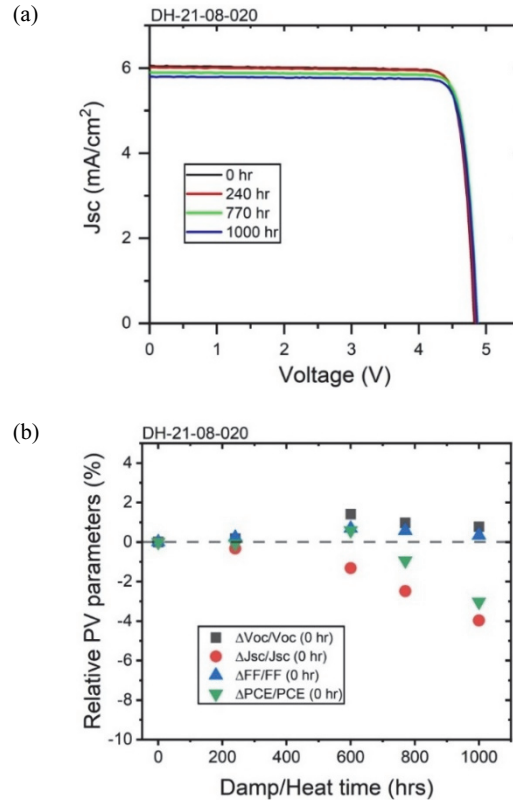 (a)
DH-21-08-020
Jsc (mA/cm²)
6
4
2
0
0 hr
240 hr
770 hr
1000 hr
0 1 2 3 4 5
Voltage (V)
(b)
DH-21-08-020
Relative PV parameters (%)
4
2
0
-2
-4
-6
-8
-10
ΔVoc/Voc (0 hr)
ΔJsc/Jsc (0 hr)
ΔFF/FF (0 hr)
ΔPCE/PCE (0 hr)
0 200 400 600 800 1000
Damp/Heat time (hrs)